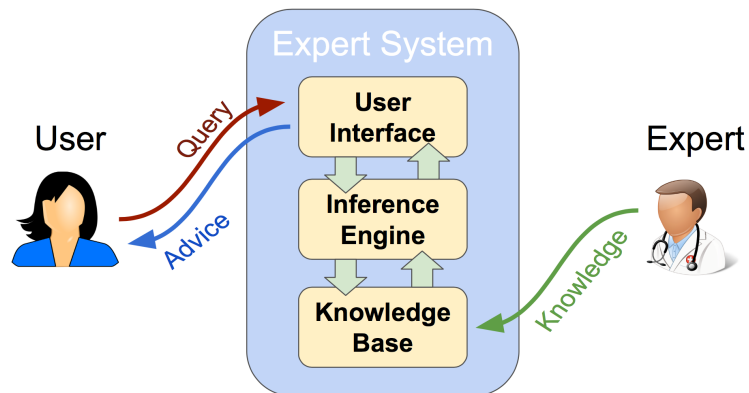 Expert System
User
Interface
Query
User
Expert
Advice
Inference
Engine
Knowledge
Knowledge
Base